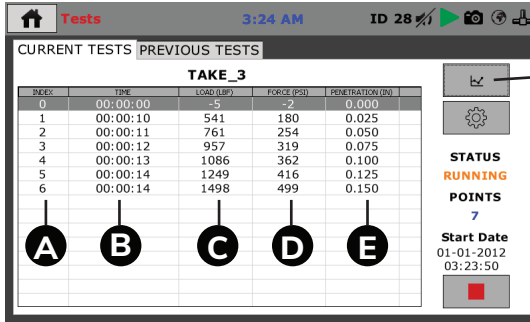 Tests 3:24 AM ID 28
CURRENT TESTS PREVIOUS TESTS
TAKE_3
INDEX TIME LOAD (LBF) FORCE (PSI) PENETRATION (IN)
0 00:00:00 -5 -2 0.000
1 00:00:10 541 180 0.025
2 00:00:11 761 254 0.050
3 00:00:12 957 319 0.075
4 00:00:13 1086 362 0.100
5 00:00:14 1249 416 0.125
6 00:00:14 1498 499 0.150
A B C D E
STATUS
RUNNING
POINTS
7
Start Date
01-01-2012
03:23:50